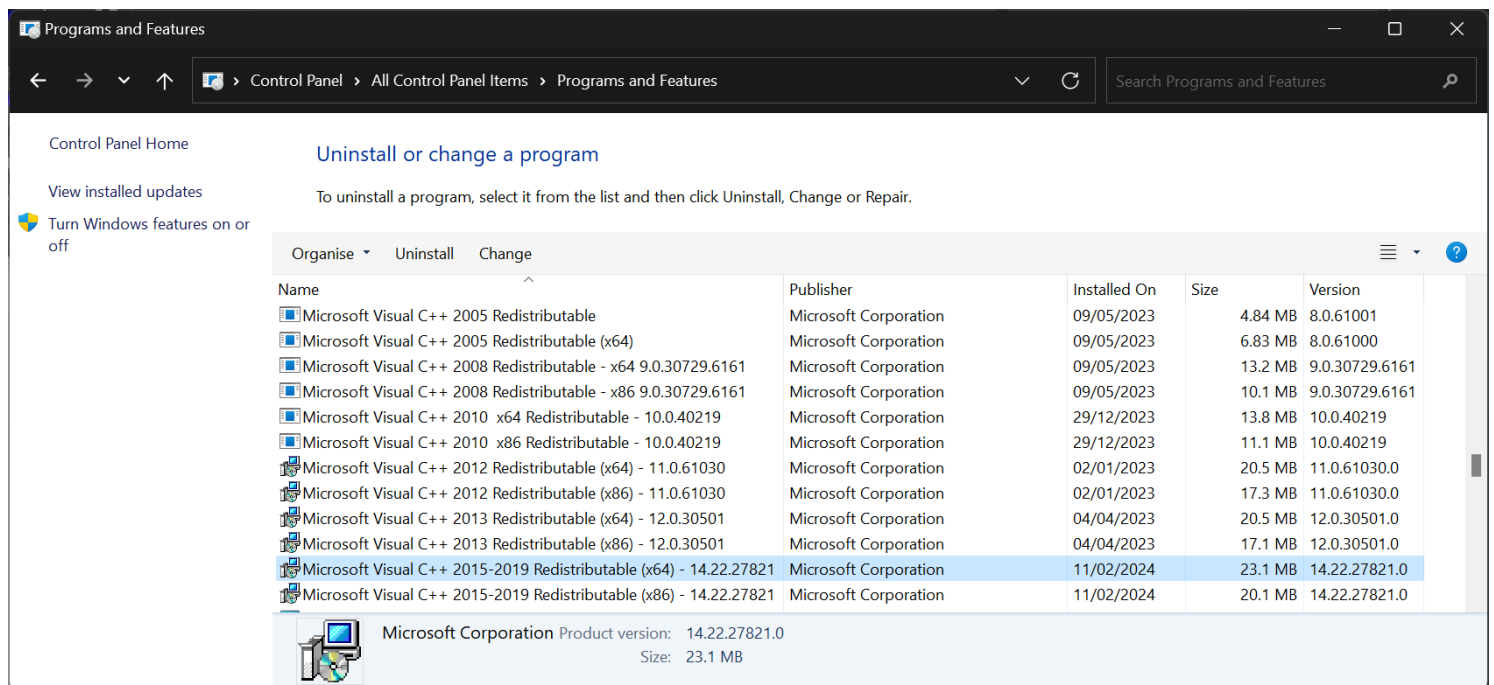 Programs and Features
Control Panel > All Control Panel Items > Programs and Features
Search Programs and Features
Control Panel Home
View installed updates
Turn Windows features on or
off
Uninstall or change a program
To uninstall a program, select it from the list and then click Uninstall, Change or Repair.
Organise Uninstall Change
Name Publisher Installed On Size Version
Microsoft Visual C++ 2005 Redistributable Microsoft Corporation 09/05/2023 4.84 MB 8.0.61001
Microsoft Visual C++ 2005 Redistributable (x64) Microsoft Corporation 09/05/2023 6.83 MB 8.0.61000
Microsoft Visual C++ 2008 Redistributable - x64 9.0.30729.6161 Microsoft Corporation 09/05/2023 13.2 MB 9.0.30729.6161
Microsoft Visual C++ 2008 Redistributable - x86 9.0.30729.6161 Microsoft Corporation 09/05/2023 10.1 MB 9.0.30729.6161
Microsoft Visual C++ 2010  x64 Redistributable - 10.0.40219 Microsoft Corporation 29/12/2023 13.8 MB 10.0.40219
Microsoft Visual C++ 2010  x86 Redistributable - 10.0.40219 Microsoft Corporation 29/12/2023 11.1 MB 10.0.40219
Microsoft Visual C++ 2012 Redistributable (x64) - 11.0.61030 Microsoft Corporation 02/01/2023 20.5 MB 11.0.61030.0
Microsoft Visual C++ 2012 Redistributable (x86) - 11.0.61030 Microsoft Corporation 02/01/2023 17.3 MB 11.0.61030.0
Microsoft Visual C++ 2013 Redistributable (x64) - 12.0.30501 Microsoft Corporation 04/04/2023 20.5 MB 12.0.30501.0
Microsoft Visual C++ 2013 Redistributable (x86) - 12.0.30501 Microsoft Corporation 04/04/2023 17.1 MB 12.0.30501.0
Microsoft Visual C++ 2015-2019 Redistributable (x64) - 14.22.27821 Microsoft Corporation 11/02/2024 23.1 MB 14.22.27821.0
Microsoft Visual C++ 2015-2019 Redistributable (x86) - 14.22.27821 Microsoft Corporation 11/02/2024 20.1 MB 14.22.27821.0
Microsoft Corporation Product version: 14.22.27821.0
Size: 23.1 MB